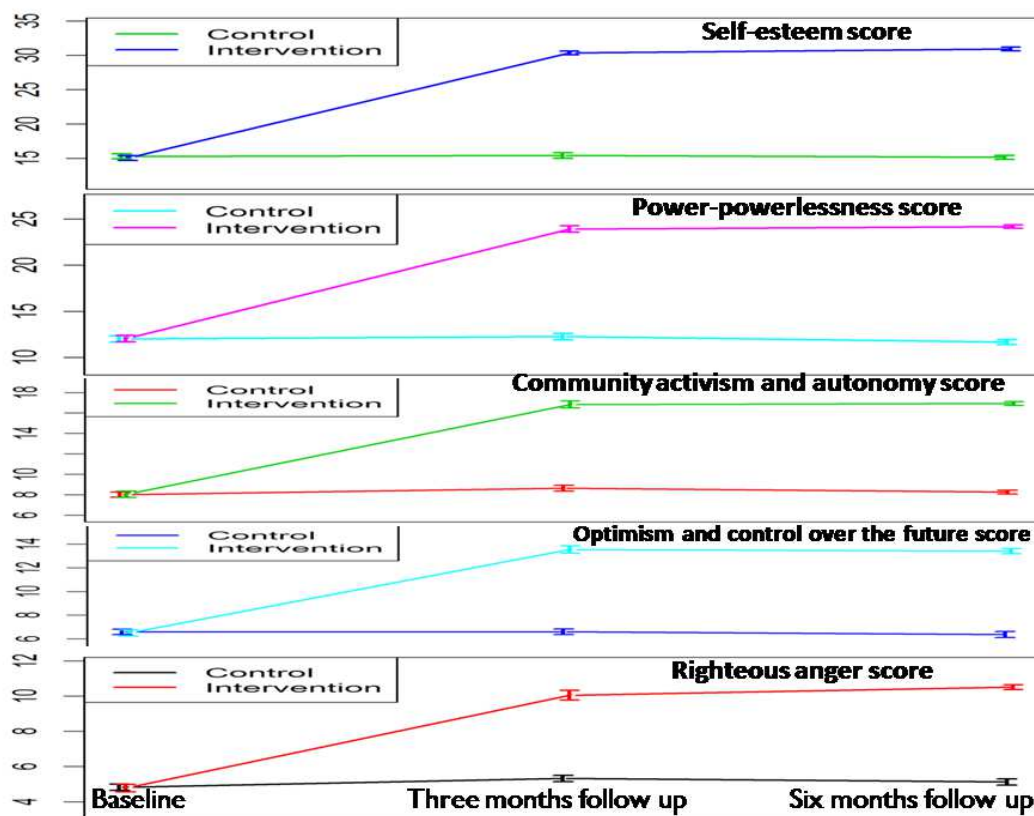 35
30
25
20
15
Control
Intervention
Self-esteem score
25
20
15
10
Control
Intervention
Power-powerlessness score
18
14
10
8
6
Control
Intervention
Community activism and autonomy score
14
12
10
8
6
Control
Intervention
Optimism and control over the future score
12
10
8
6
4
Control
Intervention
Righteous anger score
Baseline
Three months follow up
Six months follow up